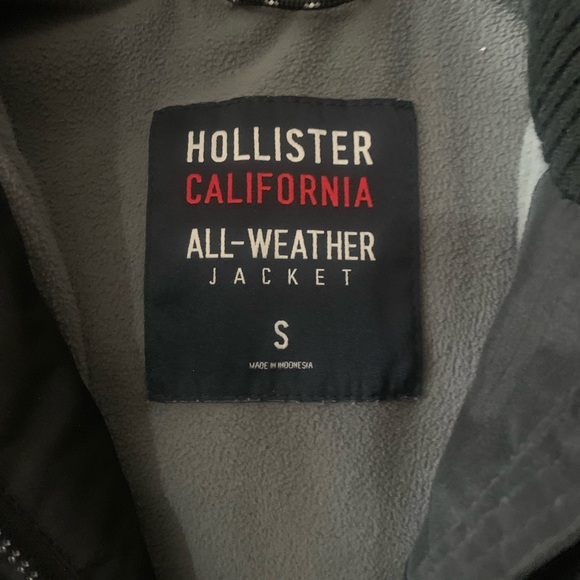 HOLLISTER
CALIFORNIA
ALL-WEATHER
JACKET
S
MADE IN INDONESIA